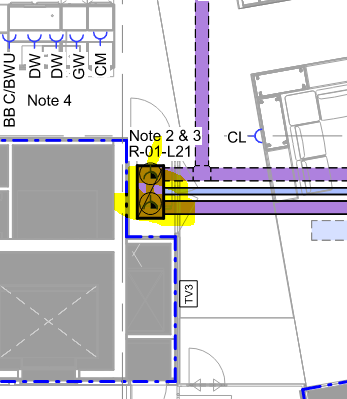 BB C/BWU
DW
DW
GW
CM
Note 4
Note 2 & 3
R-01-L21
CL
TV3